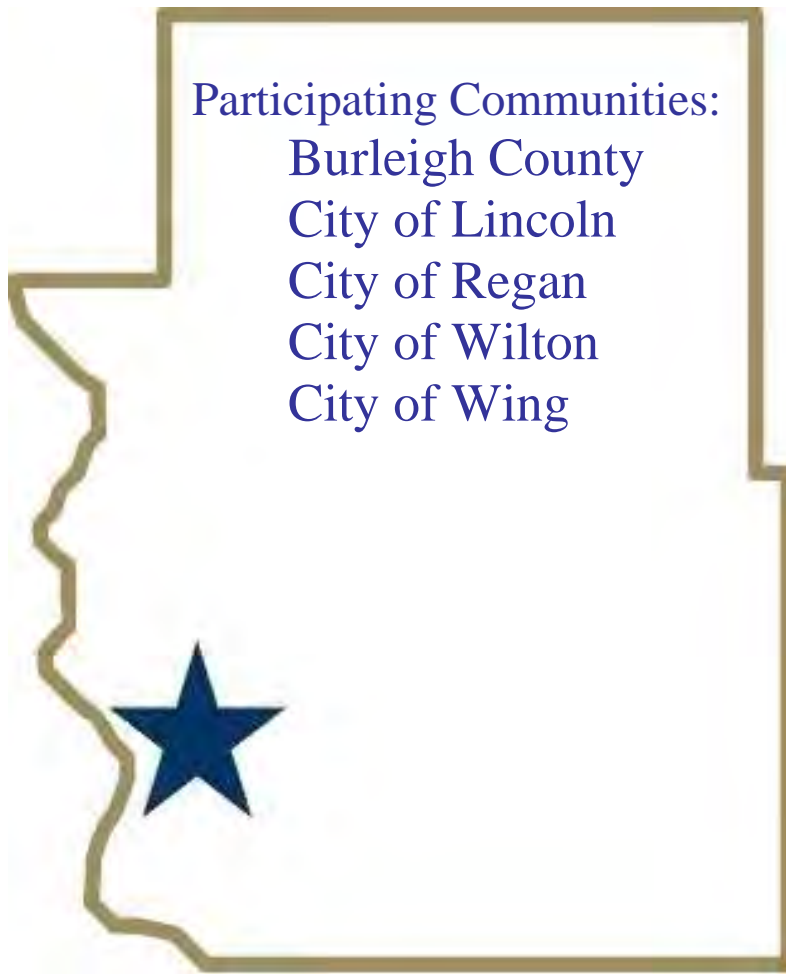 Participating Communities:
Burleigh County
City of Lincoln
City of Regan
City of Wilton
City of Wing